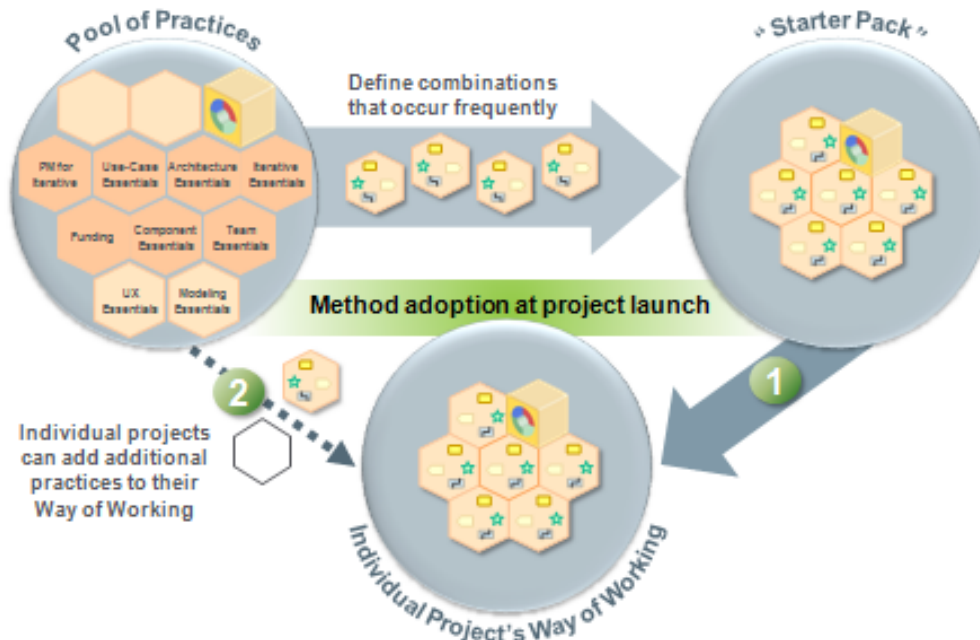 Pool of Practices
“ Starter Pack ”
Define combinations
that occur frequently
PM for
Iterative
Use-Case
Essentials
Architecture
Essentials
Iterative
Essentials
Funding
Component
Essentials
Team
Essentials
UX
Essentials
Modeling
Essentials
Method adoption at project launch
1
2
Individual projects
can add additional
practices to their
Way of Working
Individual Project’s Way of Working